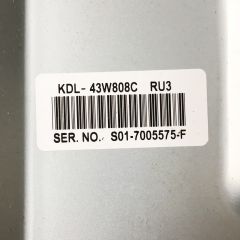 KDL- 43W808C RU3
SER. NO. S01-7005575-F